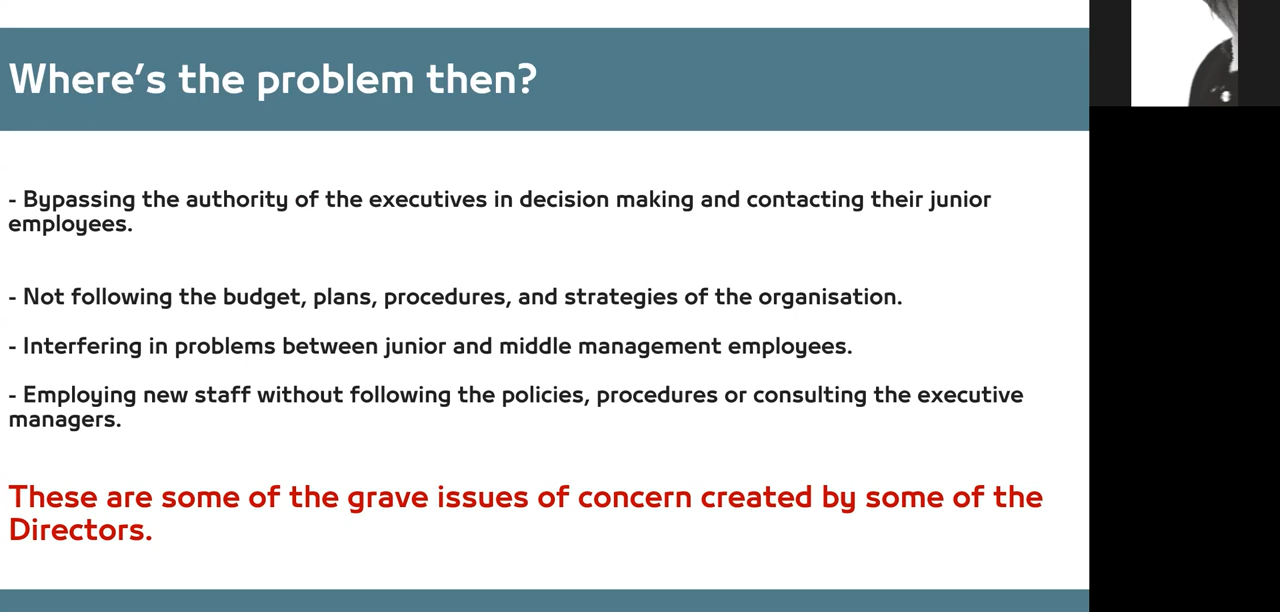 Where's the problem then?
- Bypassing the authority of the executives in decision making and contacting their junior
employees.
- Not following the budget, plans, procedures, and strategies of the organisation.
- Interfering in problems between junior and middle management employees.
- Employing new staff without following the policies, procedures or consulting the executive
managers.
These are some of the grave issues of concern created by some of the
Directors.